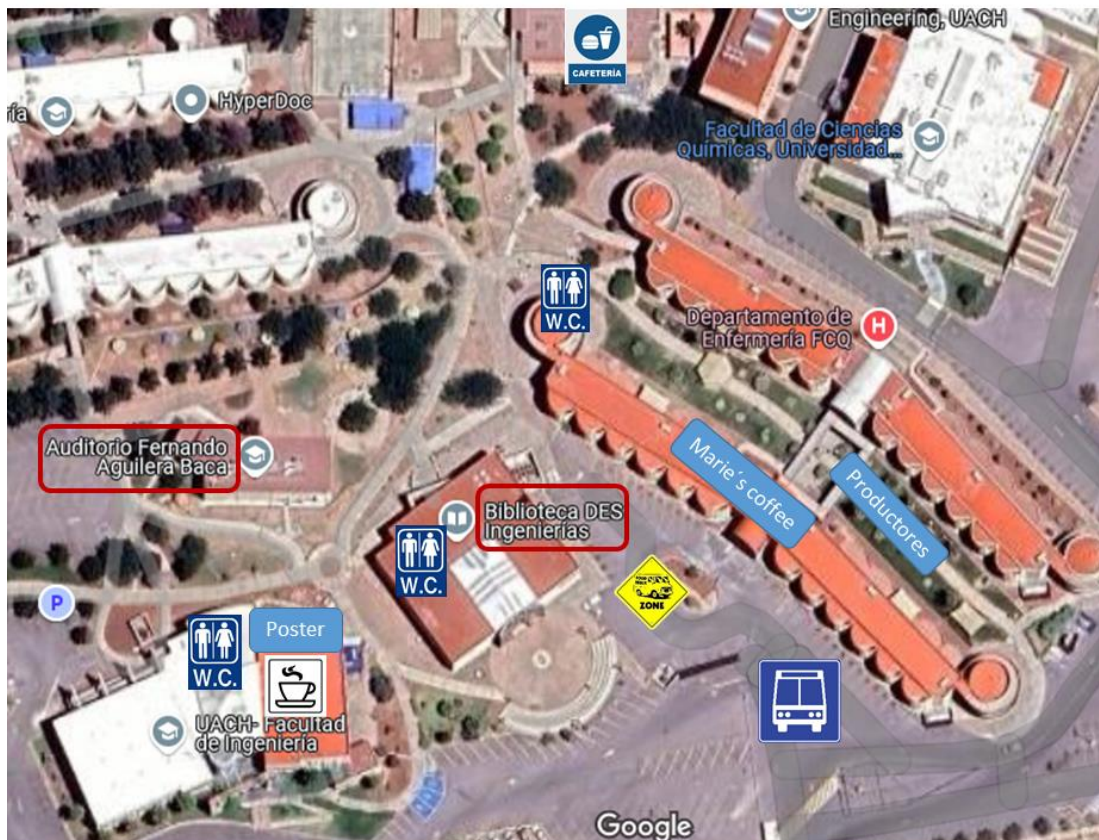 Engineering, UACH
CAFETERÍA
ría
HyperDoc
Facultad de Ciencias
Químicas, Universidad...
W.C.
Departamento de
Enfermería FCQ
H
Auditorio Fernando
Aguilera Baca
Marie´s coffee
Productores
Biblioteca DES
Ingenierías
W.C.
ZONE
P
Poster
W.C.
UACH- Facultad
de Ingeniería
Google